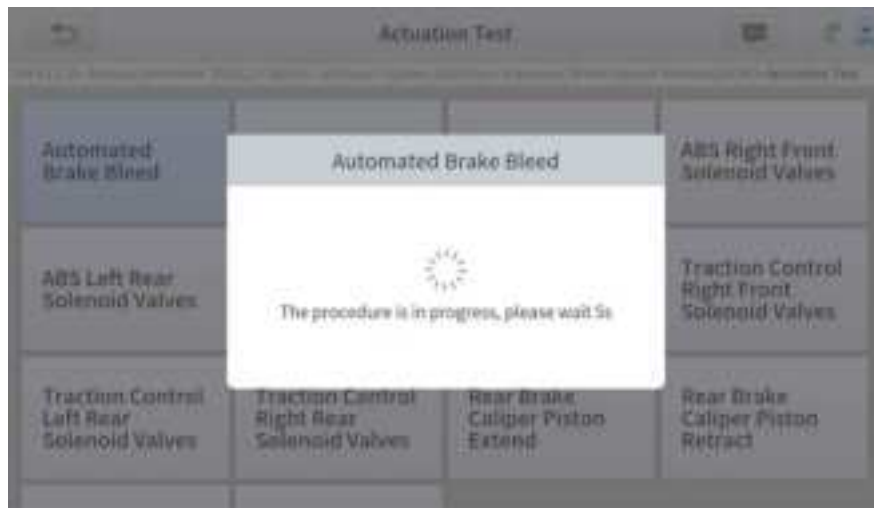 Actuation Test
Actuation Test
Automated
Brake Bleed
ABS Right Front
Solenoid Valves
Automated Brake Bleed
The procedure is in progress, please wait 5s
ABS Left Rear
Solenoid Valves
Traction Control
Right Front
Solenoid Valves
Traction Control
Left Rear
Solenoid Valves
Traction Control
Right Rear
Solenoid Valves
Rear Brake
Caliper Piston
Extend
Rear Brake
Caliper Piston
Retract